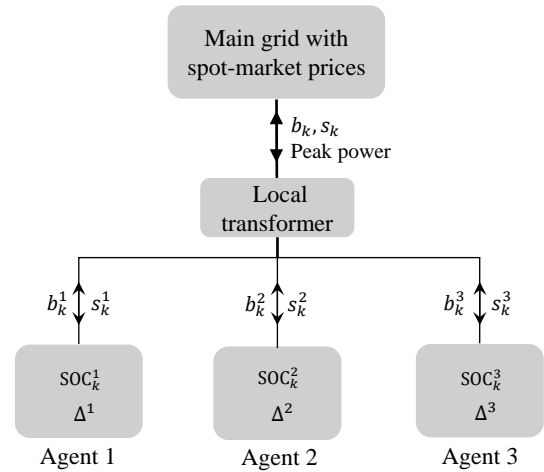 Main grid with
spot-market prices
b_k, s_k
Peak power
Local
transformer
b_k^1 s_k^1 b_k^2 s_k^2 b_k^3 s_k^3
SOC_k^1 SOC_k^2 SOC_k^3
Δ^1 Δ^2 Δ^3
Agent 1 Agent 2 Agent 3